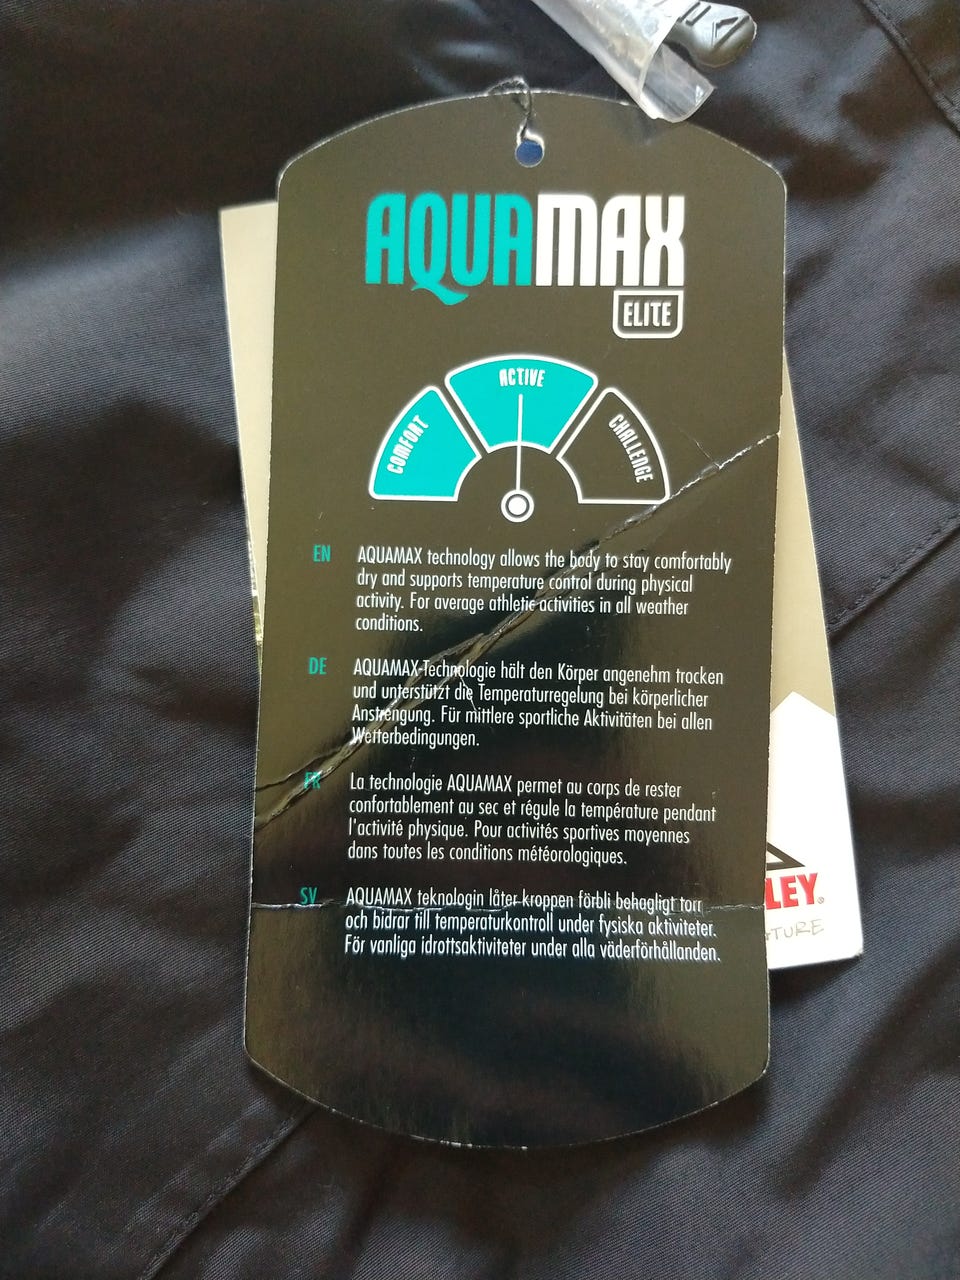 AQUAMAX
ELITE
COMFORT
ACTIVE
CHALLENGE
EN
AQUAMAX technology allows the body to stay comfortably
dry and supports temperature control during physical
activity. For average athletic activities in all weather
conditions.
DE
AQUAMAX-Technologie hält den Körper angenehm trocken
und unterstützt die Temperaturregelung bei körperlicher
Anstrengung. Für mittlere sportliche Aktivitäten bei allen
Wetterbedingungen.
FR
La technologie AQUAMAX permet au corps de rester
confortablement au sec et régule la température pendant
l'activité physique. Pour activités sportives moyennes
dans toutes les conditions météorologiques.
SV
AQUAMAX teknologin låter kroppen förbli behagligt torr
och bidrar till temperaturkontroll under fysiska aktiviteter.
För vanliga idrottsaktiviteter under alla väderförhållanden.
LEY
TURE